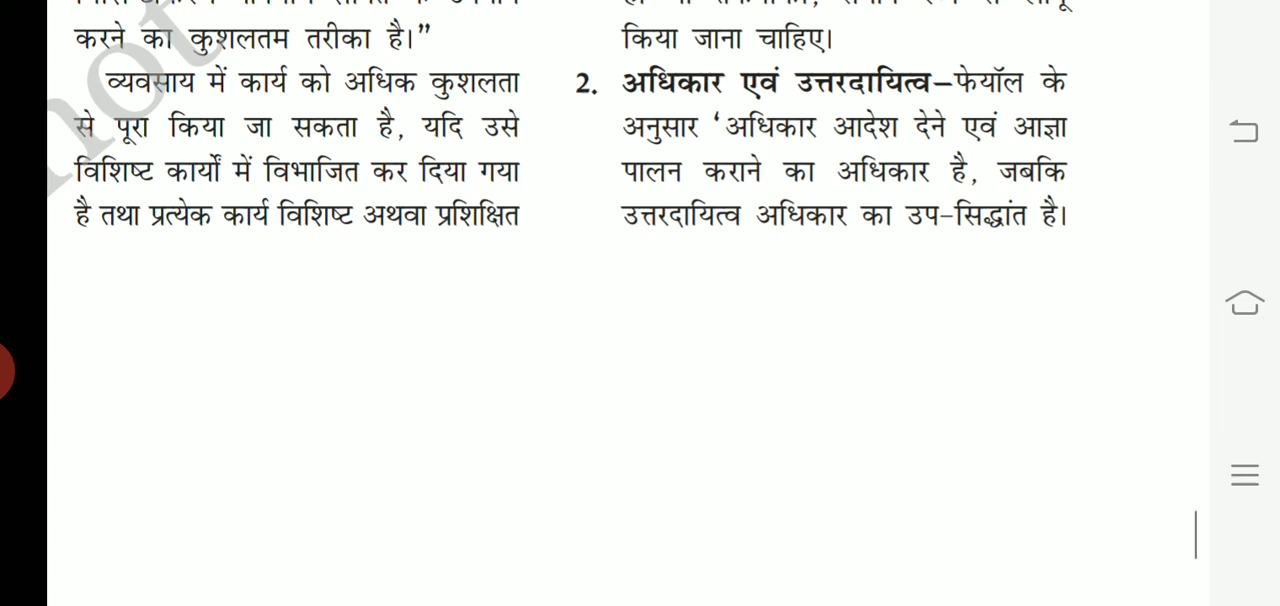 करने का कुशलतम तरीका है।”
व्यवसाय में कार्य को अधिक कुशलता
से पूरा किया जा सकता है, यदि उसे
विशिष्ट कार्यों में विभाजित कर दिया गया
है तथा प्रत्येक कार्य विशिष्ट अथवा प्रशिक्षित
किया जाना चाहिए।
2. अधिकार एवं उत्तरदायित्व–फेयॉल के
अनुसार ‘अधिकार आदेश देने एवं आज्ञा
पालन कराने का अधिकार है, जबकि
उत्तरदायित्व अधिकार का उप-सिद्धांत है।
not